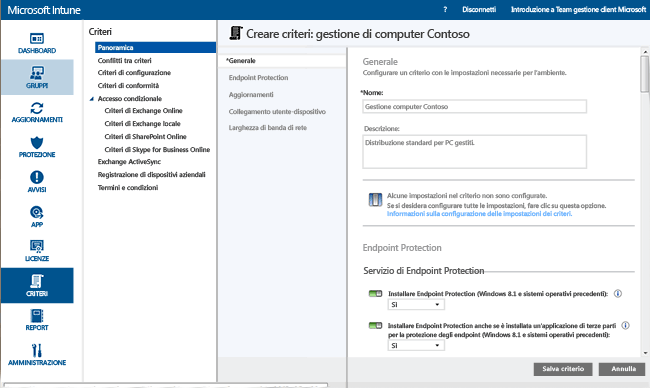 Microsoft Intune
?
Disconnetti
Introduzione a Team gestione client Microsoft
DASHBOARD
GRUPPI
AGGIORNAMENTI
PROTEZIONE
AVVISI
APP
LICENZE
CRITERI
REPORT
AMMINISTRAZIONE
Criteri
Panoramica
Conflitti tra criteri
Criteri di configurazione
Criteri di conformità
Accesso condizionale
Criteri di Exchange Online
Criteri di Exchange locale
Criteri di SharePoint Online
Criteri di Skype for Business Online
Exchange ActiveSync
Registrazione di dispositivi aziendali
Termini e condizioni
Creare criteri: gestione di computer Contoso
*Generale
Endpoint Protection
Aggiornamenti
Collegamento utente-dispositivo
Larghezza di banda di rete
Generale
Configurare un criterio con le impostazioni necessarie per l'ambiente.
*Nome:
Gestione computer Contoso
Descrizione:
Distribuzione standard per PC gestiti.
Alcune impostazioni nel criterio non sono configurate.
Se si desidera configurare tutte le impostazioni, fare clic su questa opzione.
Informazioni sulla configurazione delle impostazioni dei criteri.
Endpoint Protection
Servizio di Endpoint Protection
Installare Endpoint Protection (Windows 8.1 e sistemi operativi precedenti):
Sì
Installare Endpoint Protection anche se è installata un'applicazione di terze parti
per la protezione degli endpoint (Windows 8.1 e sistemi operativi precedenti):
Sì
Salva criterio
Annulla